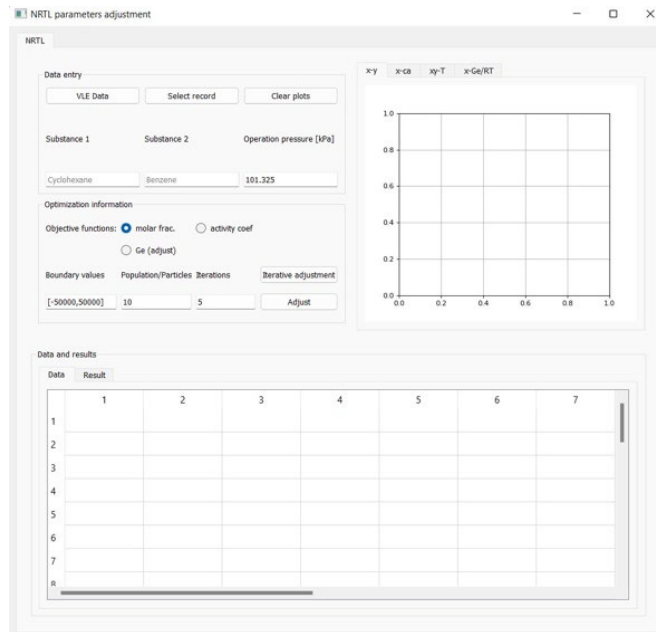 NRTL parameters adjustment
NRTL
Data entry
VLE Data Select record Clear plots
Substance 1 Substance 2 Operation pressure [kPa]
Cyclohexane Benzene 101.325
Optimization information
Objective functions: molar frac. activity coef
Ge (adjust)
Boundary values Population/Particles Iterations Iterative adjustment
[-50000,50000] 10 5 Adjust
x-y x-ca xy-T x-Ge/RT
1.0
0.8
0.6
0.4
0.2
0.0
0.0 0.2 0.4 0.6 0.8 1.0
Data and results
Data Result
1 2 3 4 5 6 7
1
2
3
4
5
6
7
8